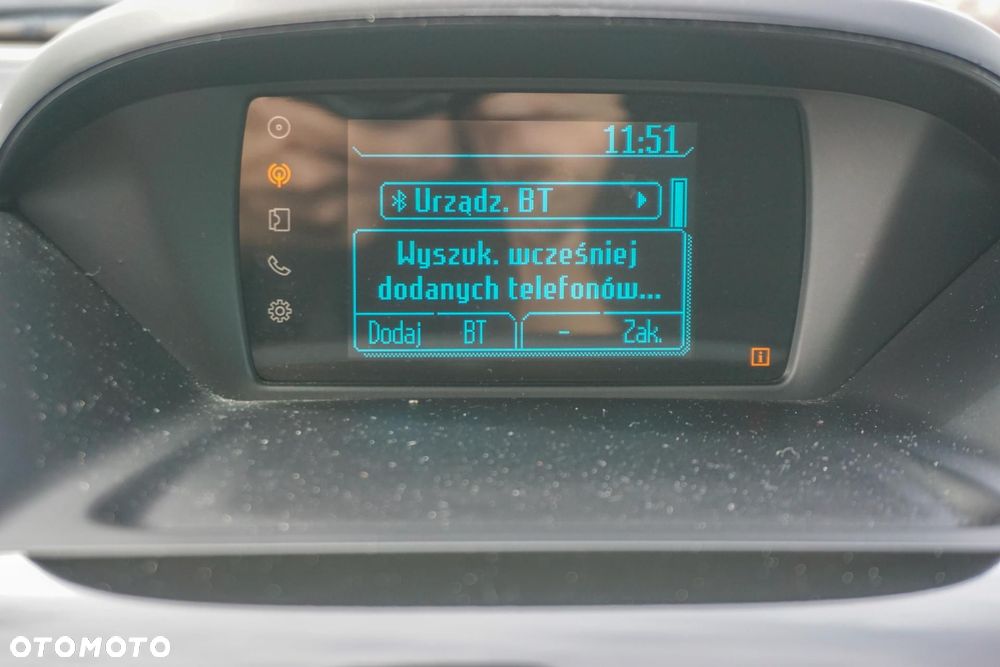 11:51
Urządz. BT
Wyszuk. wcześniej
dodanych telefonów...
Dodaj BT - Zak.
i
OTOMOTO